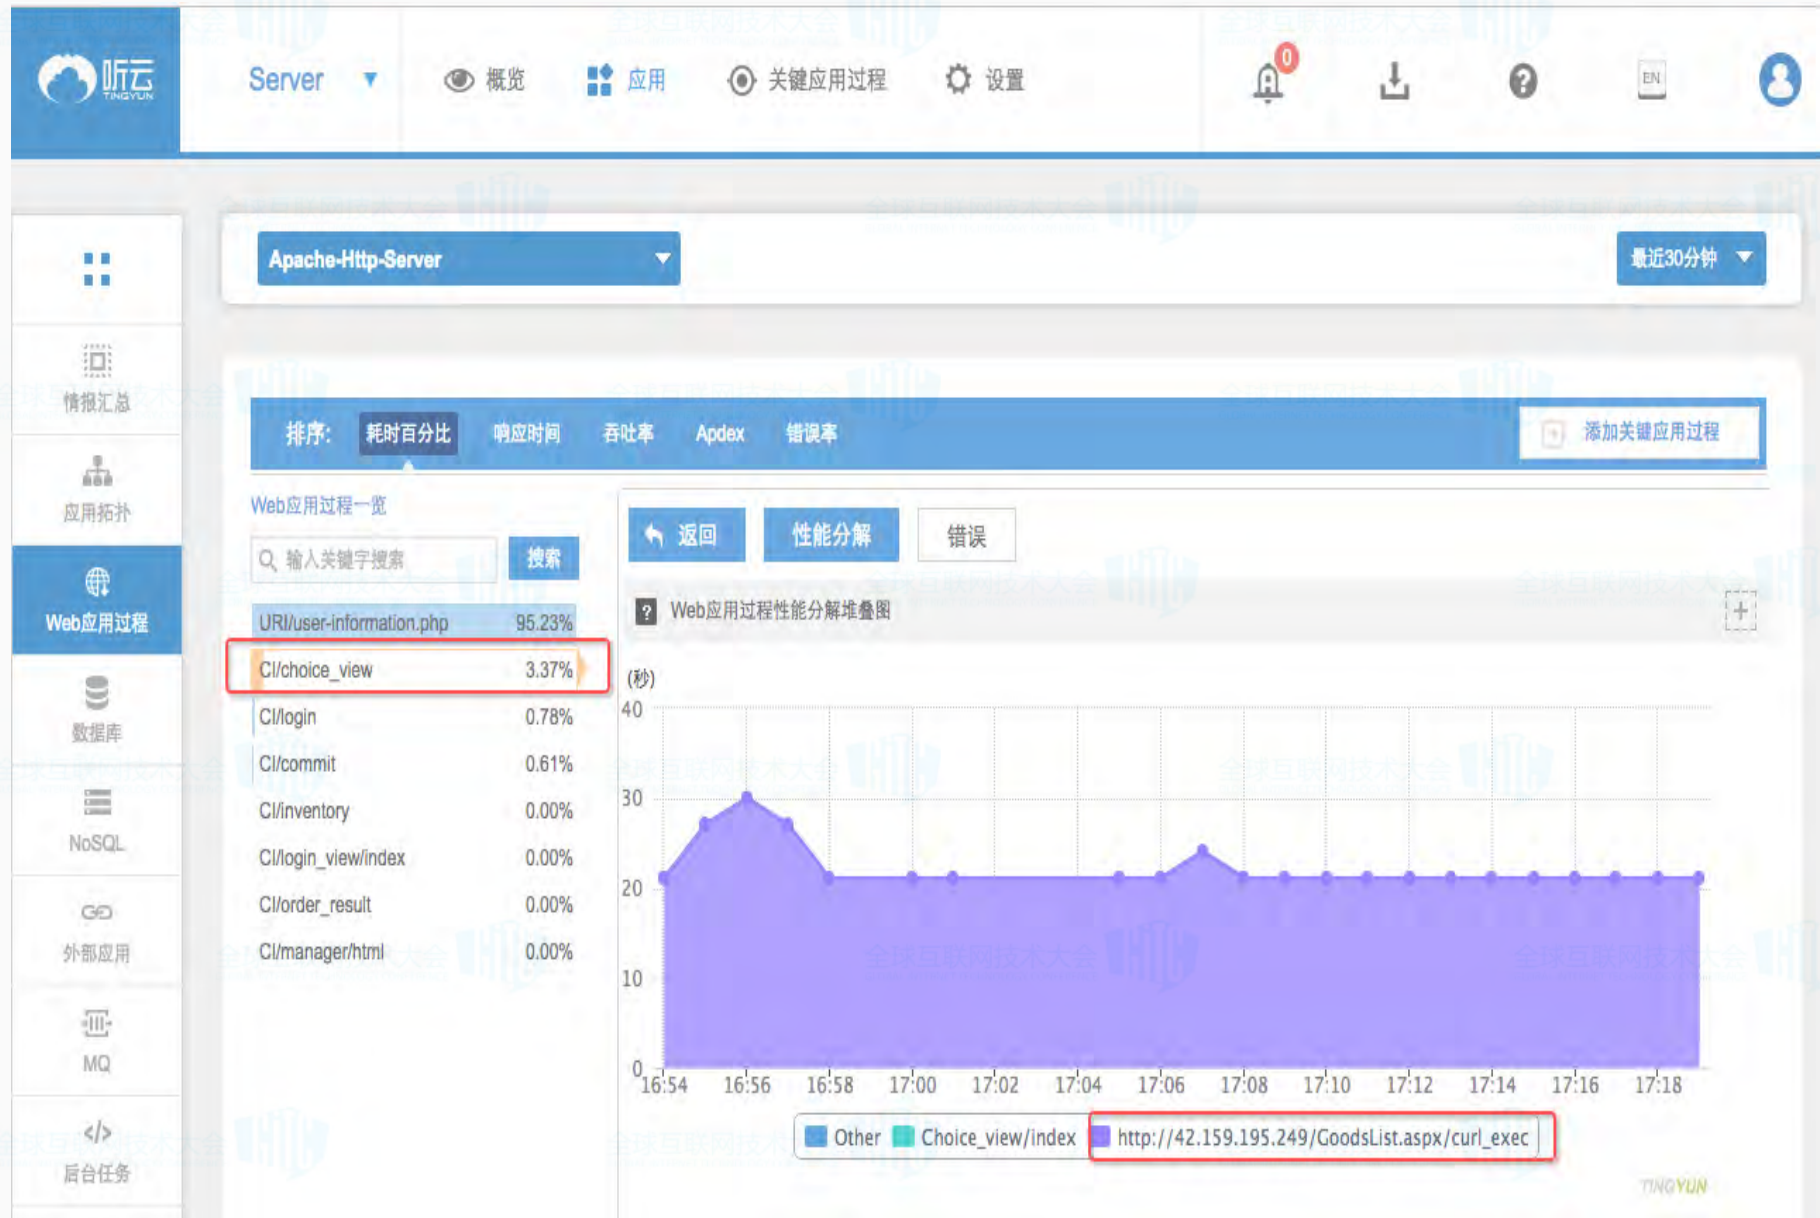 听云
TINGYUN
Server
概览
应用
关键应用过程
设置
0
EN
Apache-Http-Server
最近30分钟
情报汇总
应用拓扑
Web应用过程
数据库
NoSQL
外部应用
MQ
</>
后台任务
排序: 耗时百分比 响应时间 吞吐率 Apdex 错误率
添加关键应用过程
Web应用过程一览
输入关键字搜索
搜索
URI/user-information.php 95.23%
CI/choice_view 3.37%
CI/login 0.78%
CI/commit 0.61%
CI/inventory 0.00%
CI/login_view/index 0.00%
CI/order_result 0.00%
CI/manager/html 0.00%
返回 性能分解 错误
? Web应用过程性能分解堆叠图
(秒)
40
30
20
10
0
16:54 16:56 16:58 17:00 17:02 17:04 17:06 17:08 17:10 17:12 17:14 17:16 17:18
Other Choice_view/index http://42.159.195.249/GoodsList.aspx/curl_exec
TINGYUN
全球互联网技术大会